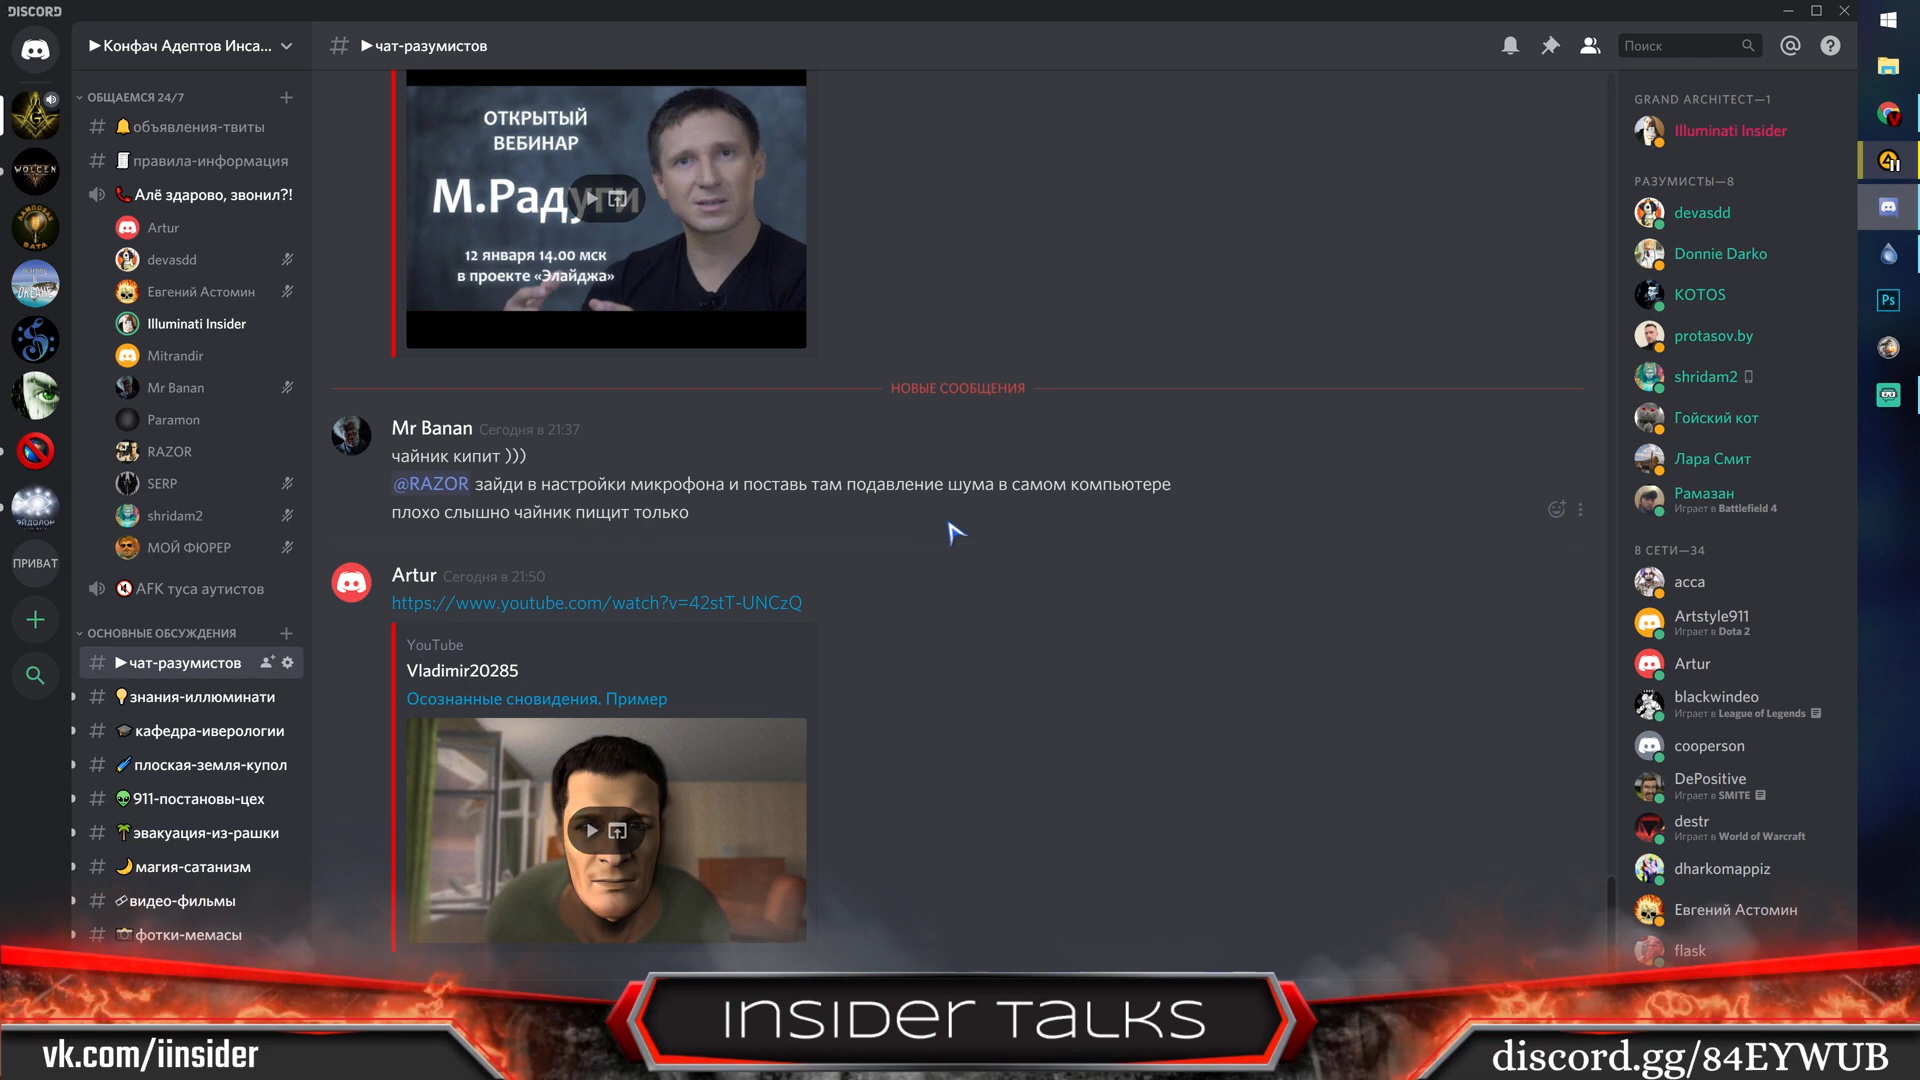 DISCORD
▶Конфач Адептов Инса...
ОБЩАЕМСЯ 24/7
# 🔔объявления-твиты
# правила-информация
📞Алё здарово, звонил?!
Artur
devasdd
Евгений Астомин
Illuminati Insider
Mitrandir
Mr Banan
Paramon
RAZOR
SERP
shridam2
МОЙ ФЮРЕР
AFK туса аутистов
ОСНОВНЫЕ ОБСУЖДЕНИЯ
# ▶чат-разумистов
# 💡знания-иллюминати
# 🎓кафедра-иверологии
# плоская-земля-купол
# 👽911-постановы-цех
# 🌴эвакуация-из-рашки
# 🌙магия-сатанизм
# видео-фильмы
# 📷фотки-мемасы
WOLCEN
ЛАМПОВАЯ
ВАТА
ОКЕАНЕ
ЭЙДОЛОН
ПРИВАТ
# ▶чат-разумистов
Поиск
ОТКРЫТЫЙ
ВЕБИНАР
М.Радуги
12 января 14.00 мск
в проекте «Элайджа»
НОВЫЕ СООБЩЕНИЯ
Mr Banan Сегодня в 21:37
чайник кипит )))
@RAZOR зайди в настройки микрофона и поставь там подавление шума в самом компьютере
плохо слышно чайник пищит только
Artur Сегодня в 21:50
https://www.youtube.com/watch?v=42stT-UNCzQ
YouTube
Vladimir20285
Осознанные сновидения. Пример
GRAND ARCHITECT—1
Illuminati Insider
РАЗУМИСТЫ—8
devasdd
Donnie Darko
KOTOS
protasov.by
shridam2
Гойский кот
Лара Смит
Рамазан
Играет в Battlefield 4
В СЕТИ—34
acca
Artstyle911
Играет в Dota 2
Artur
blackwindeo
Играет в League of Legends
cooperson
DePositive
Играет в SMITE
destr
Играет в World of Warcraft
dharkomappiz
Евгений Астомин
flask
Ps
INSIDER TALKS
vk.com/iinsider
discord.gg/84EYWUB